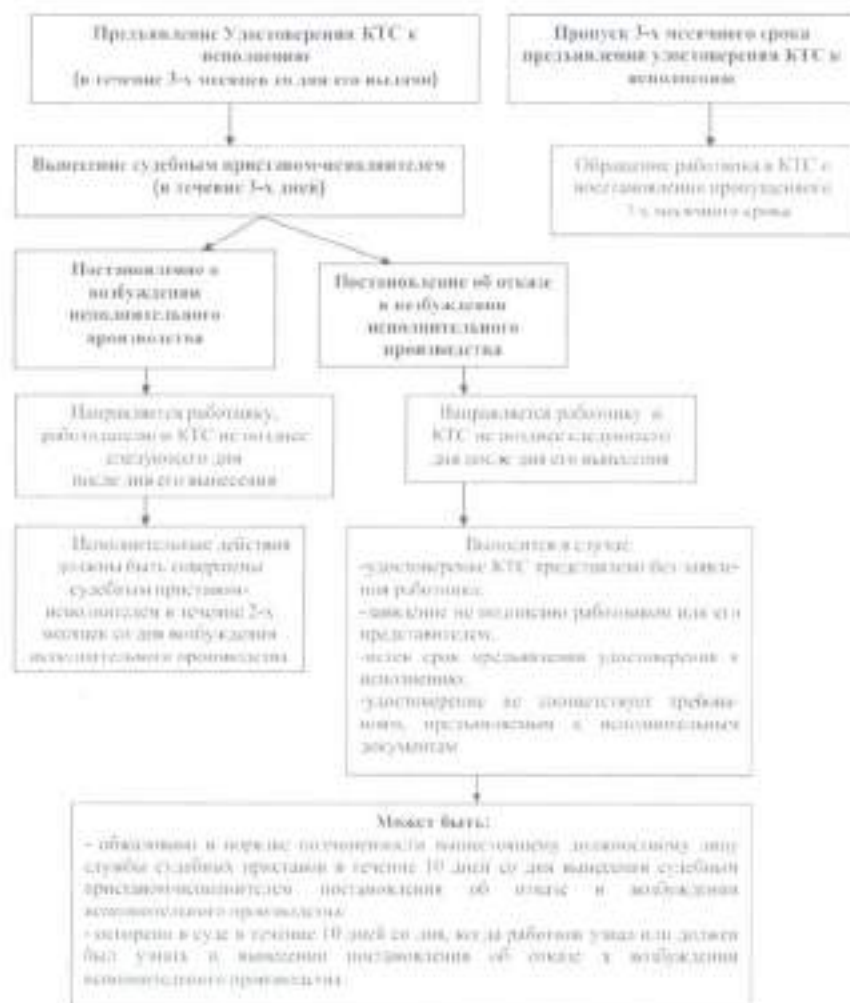 Предъявление Удостоверения КТС к
исполнению
(в течение 3-х месяцев со дня его выдачи)
Пропуск 3-х месячного срока
предъявления удостоверения КТС к
исполнению
Вынесение судебным приставом-исполнителем
(в течение 3-х дней)
Обращение работника в КТС о
восстановлении пропущенного
3-х месячного срока
Постановление о
возбуждении
исполнительного
производства
Постановление об отказе
в возбуждении
исполнительного
производства
Направляется работнику,
работодателю и КТС не позднее
следующего дня
после дня его вынесения
Направляется работнику и
КТС не позднее следующего
дня после дня его вынесения
Исполнительные действия
должны быть совершены
судебным приставом-
исполнителем в течение 2-х
месяцев со дня возбуждения
исполнительного производства
Выносится в случае:
-удостоверение КТС представлено без заявле-
ния работника;
-заявление не подписано работником или его
представителем;
-истек срок предъявления удостоверения к
исполнению;
-удостоверение не соответствует требова-
ниям, предъявляемым к исполнительным
документам
Может быть:
- обжаловано в порядке подчиненности вышестоящему должностному лицу
службы судебных приставов в течение 10 дней со дня вынесения судебным
приставом-исполнителем постановления об отказе в возбуждении
исполнительного производства;
- оспорено в суде в течение 10 дней со дня, когда работник узнал или должен
был узнать о вынесении постановления об отказе в возбуждении
исполнительного производства